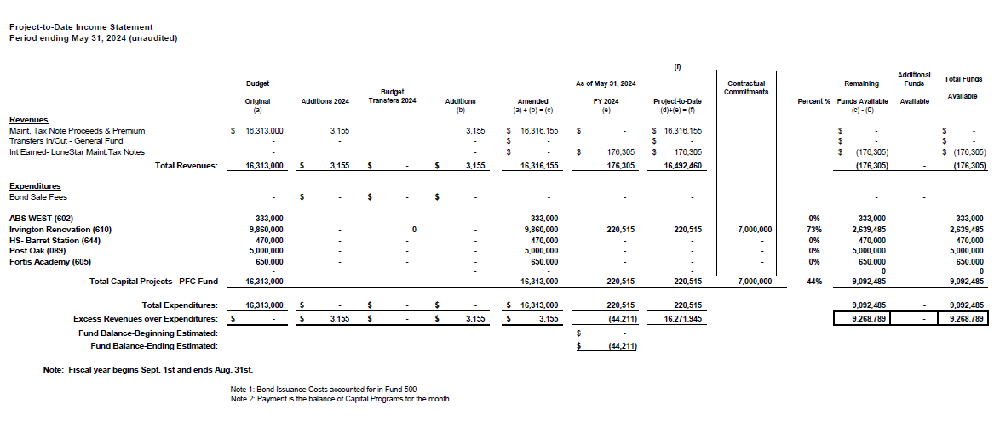 Project-to-Date Income Statement
Period ending May 31, 2024 (unaudited)
(f)
Budget As of May 31, 2024 Contractual Commitments Remaining Additional Funds Total Funds
Original Additions 2024 Budget Transfers 2024 Additions Amended FY 2024 Project-to-Date Percent % Funds Available Available Available
(a) (b) (a) + (b) = (c) (e) (d)+(e) = (f) (c) - (D)
Revenues
Maint. Tax Note Proceeds & Premium $ 16,313,000 3,155 3,155 $ 16,316,155 $ - $ 16,316,155 $ - $ -
Transfers In/Out - General Fund - - - $ - $ - $ - $ -
Int Earned- LoneStar Maint.Tax Notes - - $ - $ 176,305 $ 176,305 $ (176,305) $ (176,305)
Total Revenues: 16,313,000 $ 3,155 $ - $ 3,155 16,316,155 176,305 16,492,460 (176,305) - (176,305)
Expenditures
Bond Sale Fees - $ - $ - $ - - - - - -
ABS WEST (602) 333,000 - - 333,000 - - - 0% 333,000 333,000
Irvington Renovation (610) 9,860,000 - 0 - 9,860,000 220,515 220,515 7,000,000 73% 2,639,485 2,639,485
HS- Barret Station (644) 470,000 - - - 470,000 - - - 0% 470,000 470,000
Post Oak (089) 5,000,000 - - - 5,000,000 - - - 0% 5,000,000 5,000,000
Fortis Academy (605) 650,000 - - - 650,000 - - - 0% 650,000 650,000
- - - - 0 0
Total Capital Projects - PFC Fund 16,313,000 - - - 16,313,000 220,515 220,515 7,000,000 44% 9,092,485 - 9,092,485
Total Expenditures: 16,313,000 $ - $ - $ - $ 16,313,000 220,515 220,515 9,092,485 - 9,092,485
Excess Revenues over Expenditures: $ - $ 3,155 $ - $ 3,155 $ 3,155 (44,211) 16,271,945 9,268,789 - 9,268,789
Fund Balance-Beginning Estimated: $ -
Fund Balance-Ending Estimated: $ (44,211)
Note: Fiscal year begins Sept. 1st and ends Aug. 31st.
Note 1: Bond Issuance Costs accounted for in Fund 599
Note 2: Payment is the balance of Capital Programs for the month.